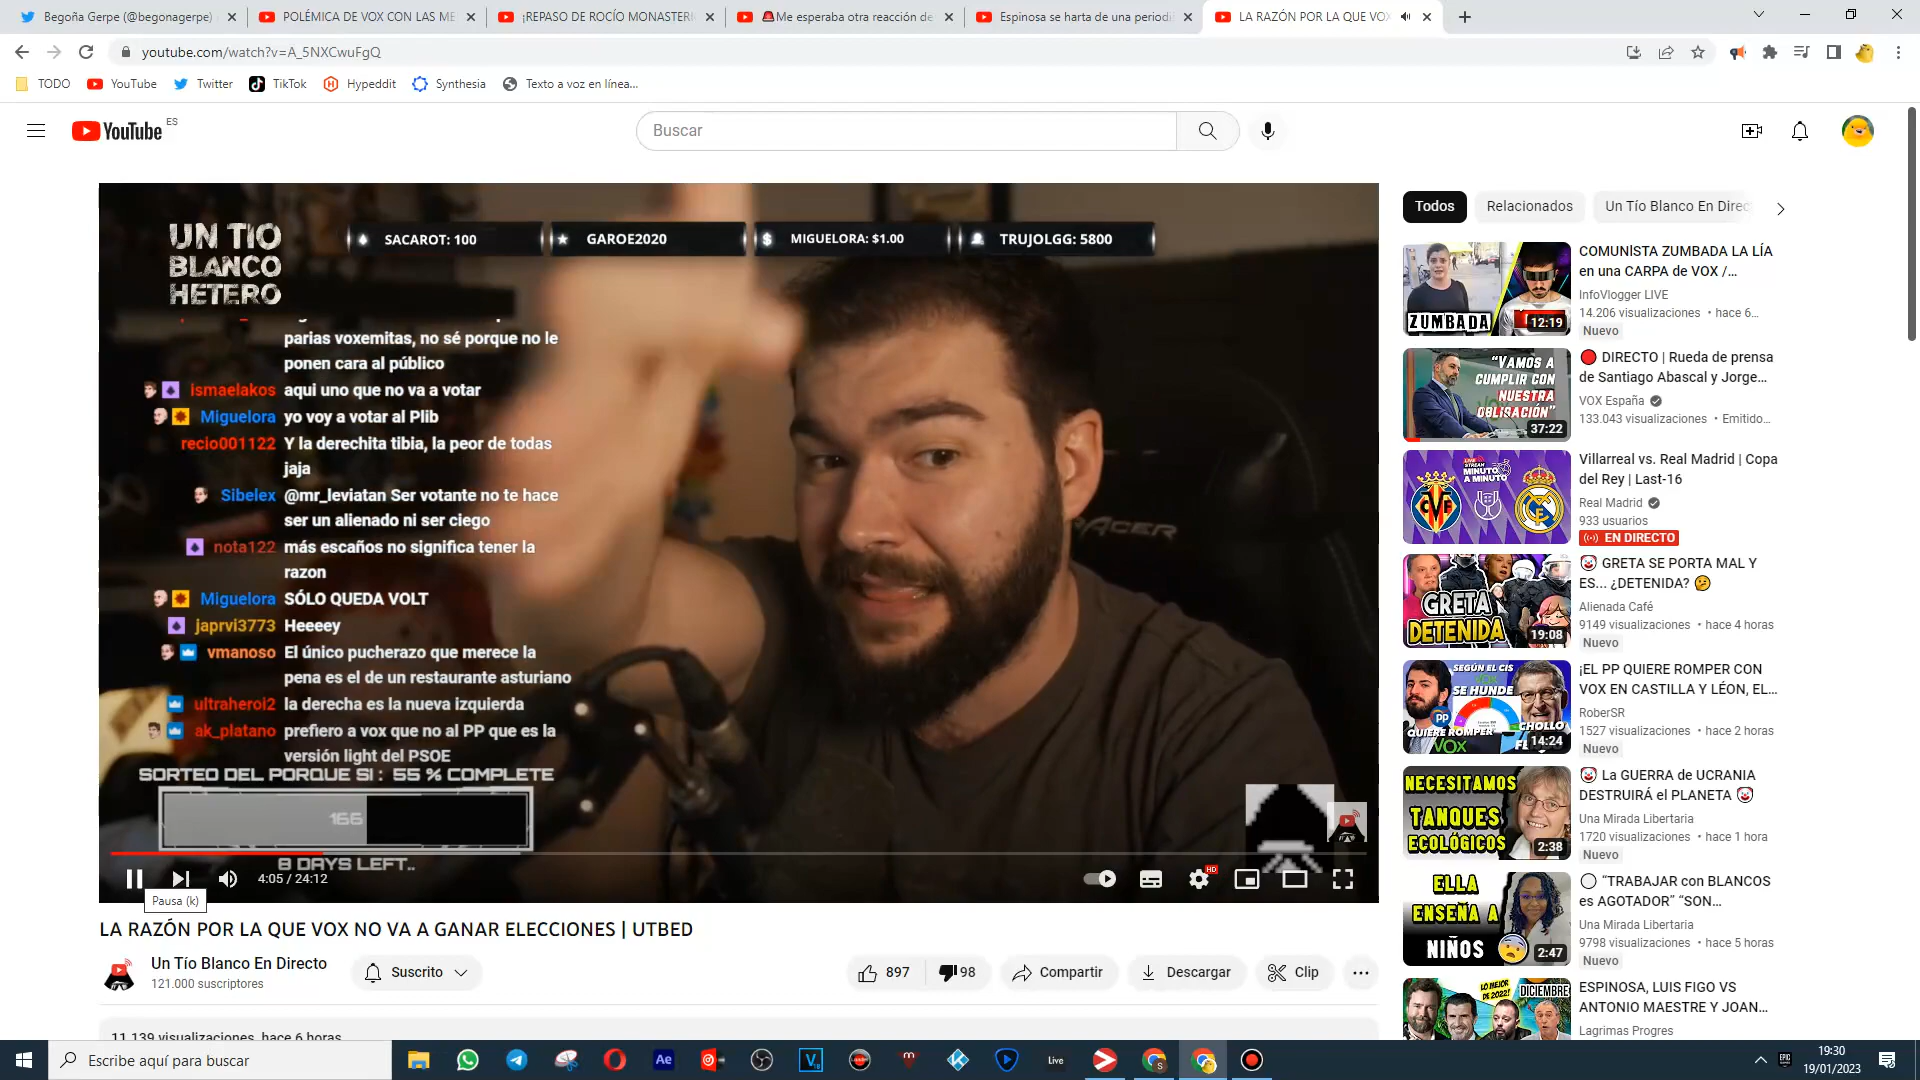 Begoña Gerpe (@begonagerpe)
POLÉMICA DE VOX CON LAS ME
¡REPASO DE ROCÍO MONASTERI
Me esperaba otra reacción de
Espinosa se harta de una periodi
LA RAZÓN POR LA QUE VOX
youtube.com/watch?v=A_5NXCwuFgQ
TODO
YouTube
Twitter
TikTok
Hypeddit
Synthesia
Texto a voz en línea...
YouTube ES
Buscar
UN TIO
BLANCO
HETERO
SACAROT: 100
GAROE2020
MIGUELORA: $1.00
TRUJOLGG: 5800
parias voxemitas, no sé porque no le
ponen cara al público
ismaelakos aqui uno que no va a votar
Miguelora yo voy a votar al Plib
recio001122 Y la derechita tibia, la peor de todas
jaja
Sibelex @mr_leviatan Ser votante no te hace
ser un alienado ni ser ciego
nota122 más escaños no significa tener la
razon
Miguelora SÓLO QUEDA VOLT
japrvi3773 Heeeey
vmanoso El único pucherazo que merece la
pena es el de un restaurante asturiano
ultraheroi2 la derecha es la nueva izquierda
ak_platano prefiero a vox que no al PP que es la
versión light del PSOE
SORTEO DEL PORQUE SI : 55 % COMPLETE
166
8 DAYS LEFT..
RACER
4:05 / 24:12
HD
Pausa (k)
LA RAZÓN POR LA QUE VOX NO VA A GANAR ELECCIONES | UTBED
Un Tío Blanco En Directo
121.000 suscriptores
Suscrito
897
98
Compartir
Descargar
Clip
11.139 visualizaciones hace 6 horas
Todos
Relacionados
Un Tío Blanco En Direc
ZUMBADA
12:19
COMUNISTA ZUMBADA LA LÍA
en una CARPA de VOX /...
InfoVlogger LIVE
14.206 visualizaciones • hace 6...
Nuevo
“VAMOS A
CUMPLIR CON
NUESTRA
OBLIGACIÓN”
37:22
DIRECTO | Rueda de prensa
de Santiago Abascal y Jorge...
VOX España
133.043 visualizaciones • Emitido...
MINUTO
A MINUTO
Villarreal vs. Real Madrid | Copa
del Rey | Last-16
Real Madrid
933 usuarios
EN DIRECTO
GRETA
DETENIDA
19:08
GRETA SE PORTA MAL Y
ES... ¿DETENIDA?
Alienada Café
9149 visualizaciones • hace 4 horas
Nuevo
SEGÚN EL CIS
VOX
SE HUNDE
PP
QUIERE ROMPER
CHOLLO
VOX
14:24
¡EL PP QUIERE ROMPER CON
VOX EN CASTILLA Y LÉON, EL...
RoberSR
1527 visualizaciones • hace 2 horas
Nuevo
NECESITAMOS
TANQUES
ECOLÓGICOS
2:38
La GUERRA de UCRANIA
DESTRUIRÁ el PLANETA
Una Mirada Libertaria
1720 visualizaciones • hace 1 hora
Nuevo
ELLA
ENSEÑA A
NIÑOS
2:47
“TRABAJAR con BLANCOS
es AGOTADOR” “SON...
Una Mirada Libertaria
9798 visualizaciones • hace 5 horas
Nuevo
LO MEJOR
DE 2022!
DICIEMBRE
ESPINOSA, LUIS FIGO VS
ANTONIO MAESTRE Y JOAN...
Lagrimas Progres
Escribe aquí para buscar
Ae
Live
19:30
19/01/2023